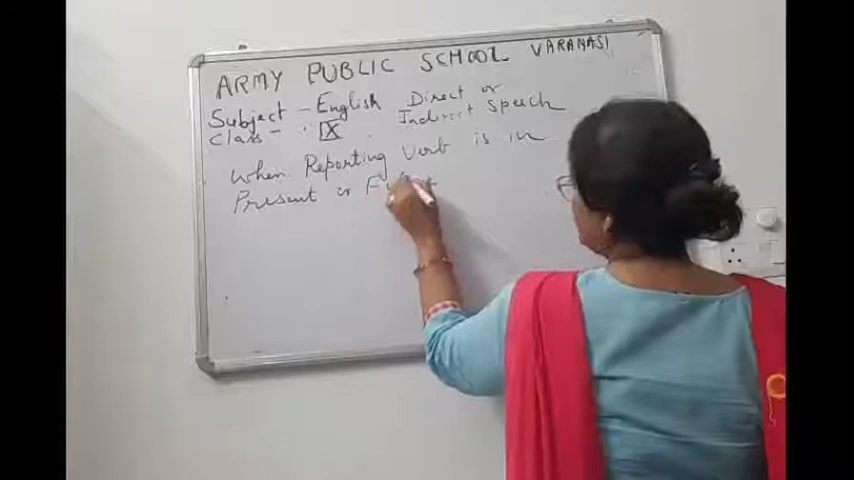 ARMY PUBLIC SCHOOL VARANASI
Subject - English Direct or
Class - IX Indirect Speech
When Reporting Verb is in
Present or